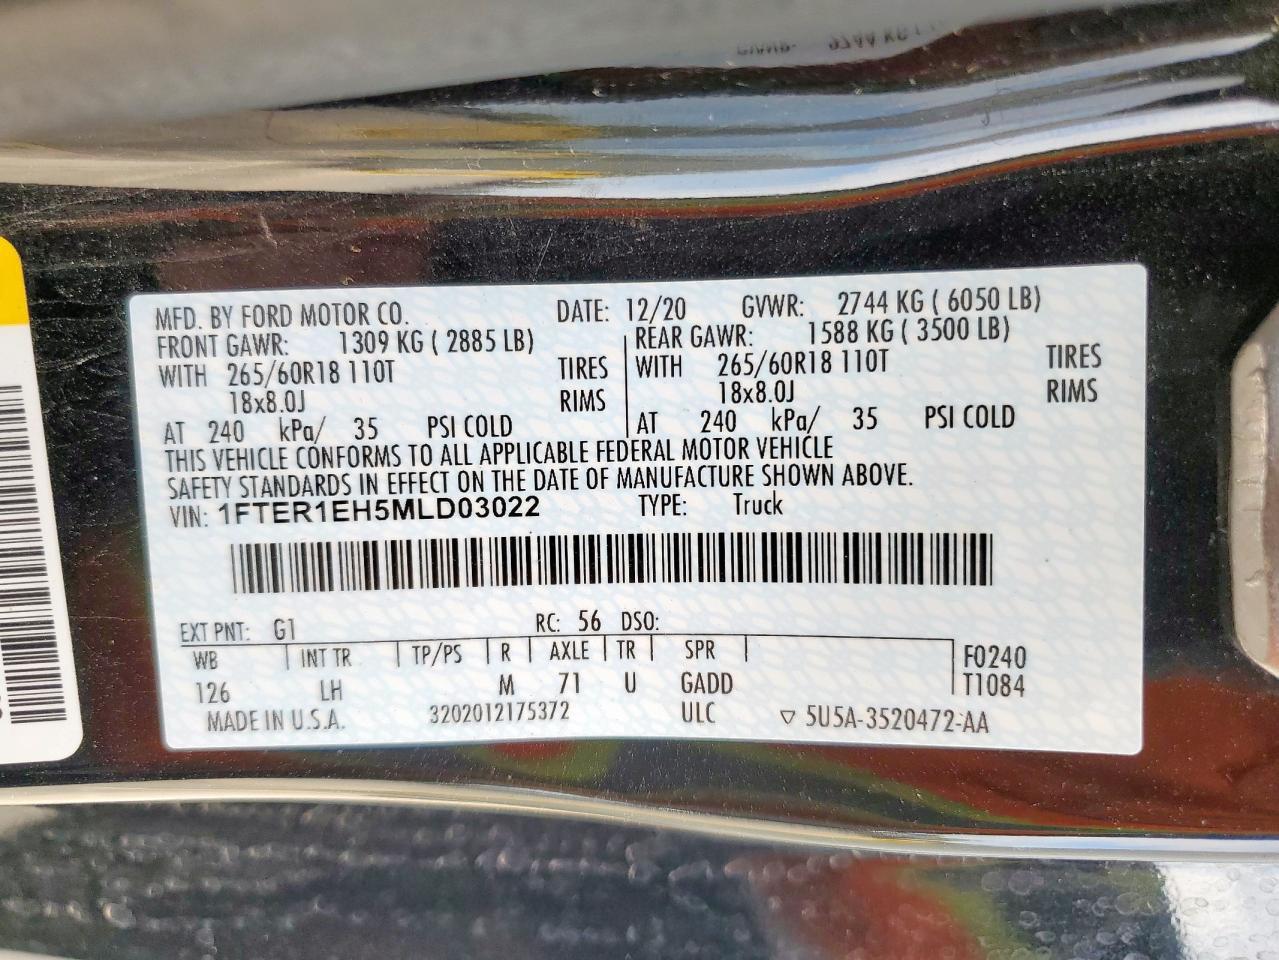 MFD. BY FORD MOTOR CO. DATE: 12/20 GVWR: 2744 KG ( 6050 LB)
FRONT GAWR: 1309 KG ( 2885 LB) REAR GAWR: 1588 KG ( 3500 LB)
WITH 265/60R18 110T TIRES WITH 265/60R18 110T TIRES
18x8.0J RIMS 18x8.0J RIMS
AT 240 kPa/ 35 PSI COLD AT 240 kPa/ 35 PSI COLD
THIS VEHICLE CONFORMS TO ALL APPLICABLE FEDERAL MOTOR VEHICLE
SAFETY STANDARDS IN EFFECT ON THE DATE OF MANUFACTURE SHOWN ABOVE.
VIN: 1FTER1EH5MLD03022 TYPE: Truck
EXT PNT: G1 RC: 56 DSO:
WB INT TR TP/PS R AXLE TR SPR F0240
126 LH M 71 U GADD T1084
MADE IN U.S.A. 3202012175372 ULC ▽ 5U5A-3520472-AA